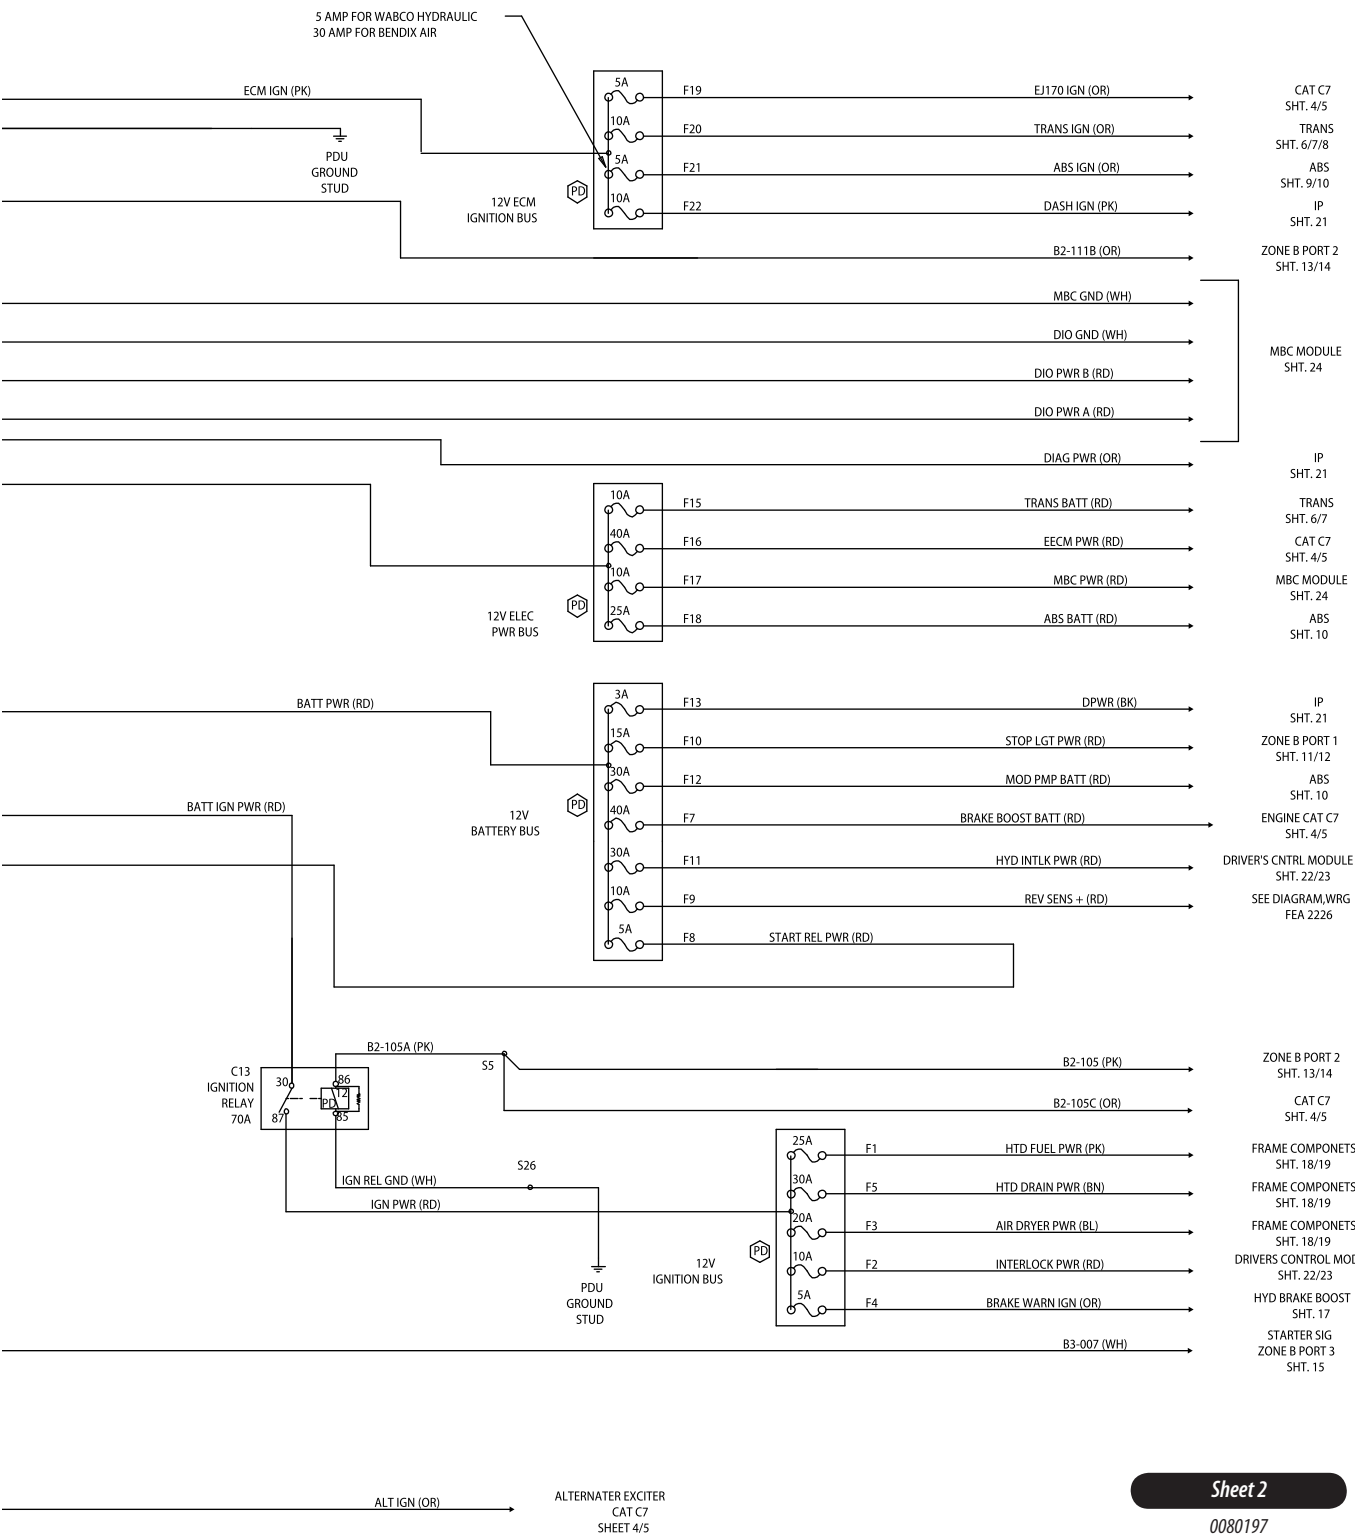 5 AMP FOR WABCO HYDRAULIC
30 AMP FOR BENDIX AIR
ECM IGN (PK)
PDU
GROUND
STUD
12V ECM
IGNITION BUS
PD
5A
F19
EJ170 IGN (OR)
CAT C7
SHT. 4/5
10A
F20
TRANS IGN (OR)
TRANS
SHT. 6/7/8
5A
F21
ABS IGN (OR)
ABS
SHT. 9/10
10A
F22
DASH IGN (PK)
IP
SHT. 21
B2-111B (OR)
ZONE B PORT 2
SHT. 13/14
MBC GND (WH)
DIO GND (WH)
MBC MODULE
SHT. 24
DIO PWR B (RD)
DIO PWR A (RD)
DIAG PWR (OR)
IP
SHT. 21
12V ELEC
PWR BUS
PD
10A
F15
TRANS BATT (RD)
TRANS
SHT. 6/7
40A
F16
EECM PWR (RD)
CAT C7
SHT. 4/5
10A
F17
MBC PWR (RD)
MBC MODULE
SHT. 24
25A
F18
ABS BATT (RD)
ABS
SHT. 10
BATT PWR (RD)
12V
BATTERY BUS
PD
3A
F13
DPWR (BK)
IP
SHT. 21
15A
F10
STOP LGT PWR (RD)
ZONE B PORT 1
SHT. 11/12
30A
F12
MOD PMP BATT (RD)
ABS
SHT. 10
40A
F7
BRAKE BOOST BATT (RD)
ENGINE CAT C7
SHT. 4/5
30A
F11
HYD INTLK PWR (RD)
DRIVER'S CNTRL MODULE
SHT. 22/23
10A
F9
REV SENS + (RD)
SEE DIAGRAM,WRG
FEA 2226
5A
F8
START REL PWR (RD)
BATT IGN PWR (RD)
C13
IGNITION
RELAY
70A
30
87
86
12
PD
85
B2-105A (PK)
S5
B2-105 (PK)
ZONE B PORT 2
SHT. 13/14
B2-105C (OR)
CAT C7
SHT. 4/5
IGN REL GND (WH)
S26
IGN PWR (RD)
PDU
GROUND
STUD
12V
IGNITION BUS
PD
25A
F1
HTD FUEL PWR (PK)
FRAME COMPONETS
SHT. 18/19
30A
F5
HTD DRAIN PWR (BN)
FRAME COMPONETS
SHT. 18/19
20A
F3
AIR DRYER PWR (BL)
FRAME COMPONETS
SHT. 18/19
10A
F2
INTERLOCK PWR (RD)
DRIVERS CONTROL MOD
SHT. 22/23
5A
F4
BRAKE WARN IGN (OR)
HYD BRAKE BOOST
SHT. 17
B3-007 (WH)
STARTER SIG
ZONE B PORT 3
SHT. 15
ALT IGN (OR)
ALTERNATER EXCITER
CAT C7
SHEET 4/5
Sheet 2
0080197